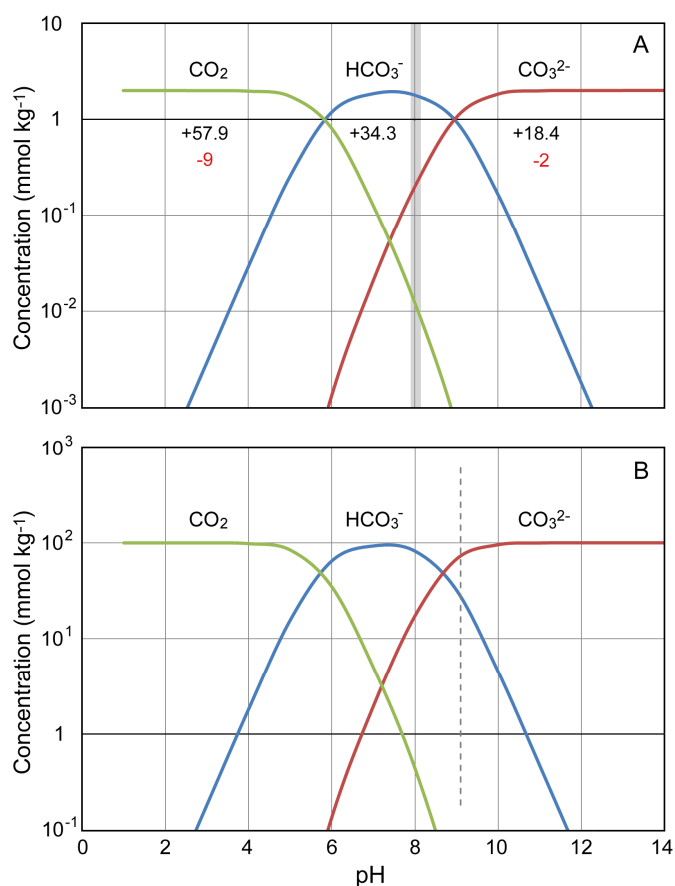 10
A
CO₂ HCO₃⁻ CO₃²⁻
1
+57.9 +34.3 +18.4
-9 -2
10⁻¹
10⁻²
10⁻³
Concentration (mmol kg⁻¹)
10³
B
CO₂ HCO₃⁻ CO₃²⁻
10²
10¹
1
10⁻¹
Concentration (mmol kg⁻¹)
0 2 4 6 8 10 12 14
pH